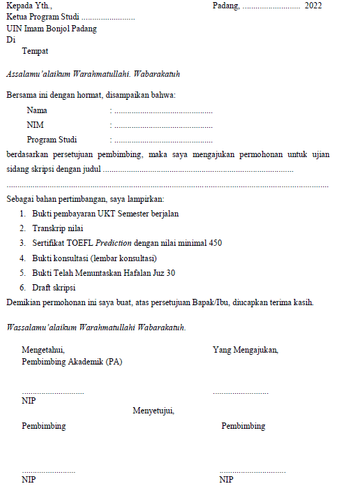 Kepada Yth., Padang, ........................... 2022
Ketua Program Studi .........................
UIN Imam Bonjol Padang
Di
Tempat
Assalamu'alaikum Warahmatullahi. Wabarakatuh
Bersama ini dengan hormat, disampaikan bahwa:
Nama : ..............................................
NIM : ..............................................
Program Studi : ..............................................
berdasarkan persetujuan pembimbing, maka saya mengajukan permohonan untuk ujian
sidang skripsi dengan judul ..........................................................................................
........................................................................................................................................................
Sebagai bahan pertimbangan, saya lampirkan:
1. Bukti pembayaran UKT Semester berjalan
2. Transkrip nilai
3. Sertifikat TOEFL Prediction dengan nilai minimal 450
4. Bukti konsultasi (lembar konsultasi)
5. Bukti Telah Menuntaskan Hafalan Juz 30
6. Draft skripsi
Demikian permohonan ini saya buat, atas persetujuan Bapak/Ibu, diucapkan terima kasih.
Wassalamu'alaikum Warahmatullahi Wabarakatuh.
Mengetahui, Yang Mengajukan,
Pembimbing Akademik (PA)
............................. ..........................
NIP
Menyetujui,
Pembimbing Pembimbing
......................... ...............................
NIP NIP